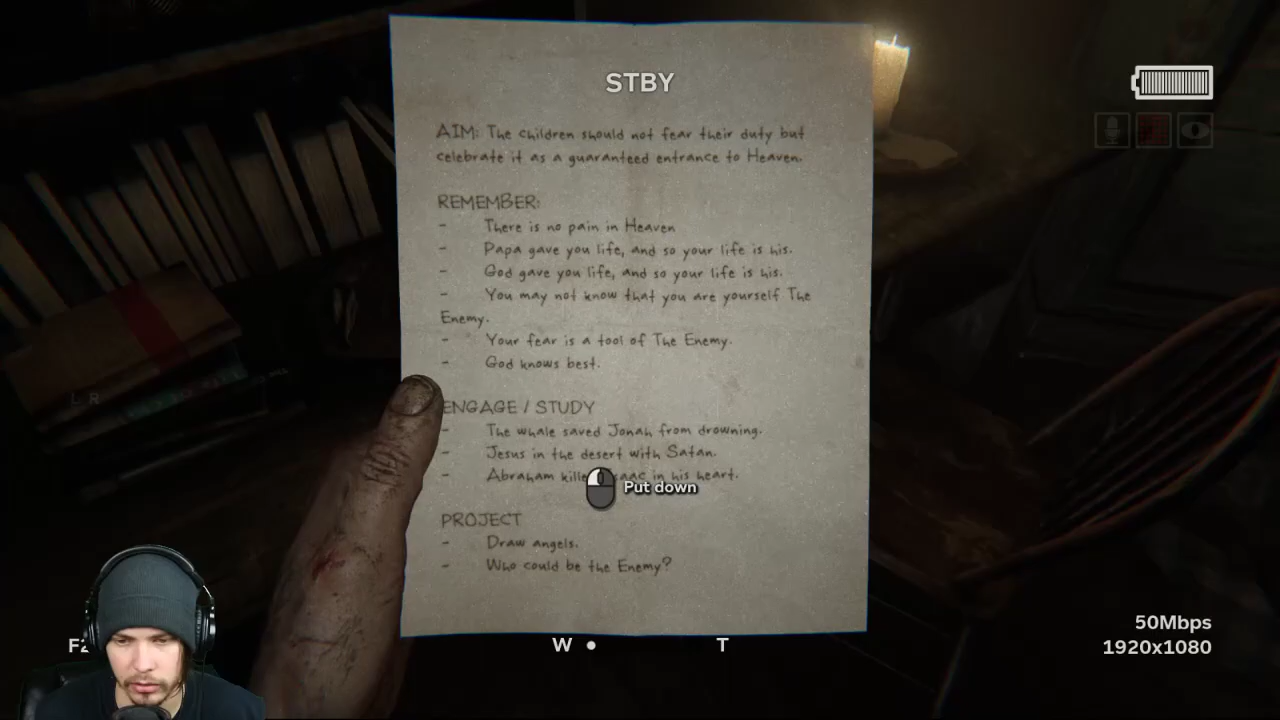 STBY
AIM: The children should not fear their duty but
celebrate it as a guaranteed entrance to Heaven.
REMEMBER:
- There is no pain in Heaven
- Papa gave you life, and so your life is his.
- God gave you life, and so your life is his.
- You may not know that you are yourself The
Enemy.
- Your fear is a tool of The Enemy.
- God knows best.
L R
ENGAGE / STUDY
- The whale saved Jonah from drowning.
- Jesus in the desert with Satan.
- Abraham in his heart.
Put down
PROJECT
- Draw angels.
- Who could be the Enemy?
50Mbps
W T
1920x1080